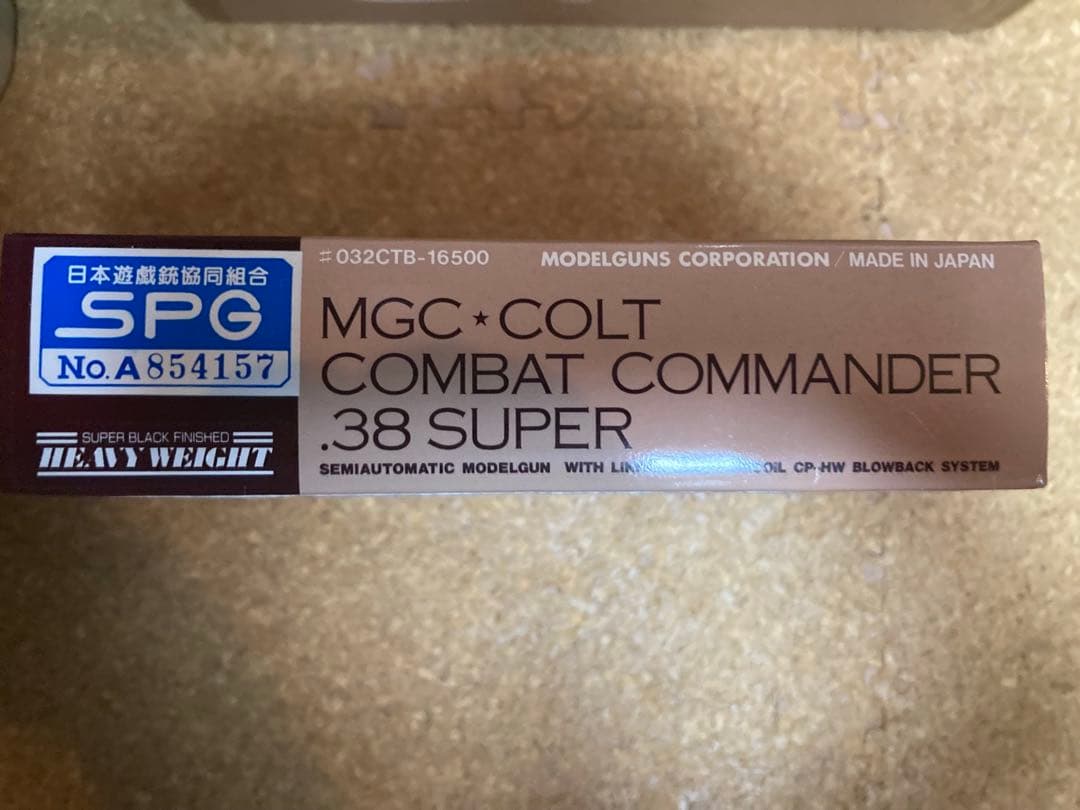 日本遊戯銃協同組合
SPG
No. A 854157
SUPER BLACK FINISHED
HEAVY WEIGHT
#032CTB-16500 MODELGUNS CORPORATION / MADE IN JAPAN
MGC★COLT
COMBAT COMMANDER
.38 SUPER
SEMIAUTOMATIC MODELGUN WITH CP-HW BLOWBACK SYSTEM